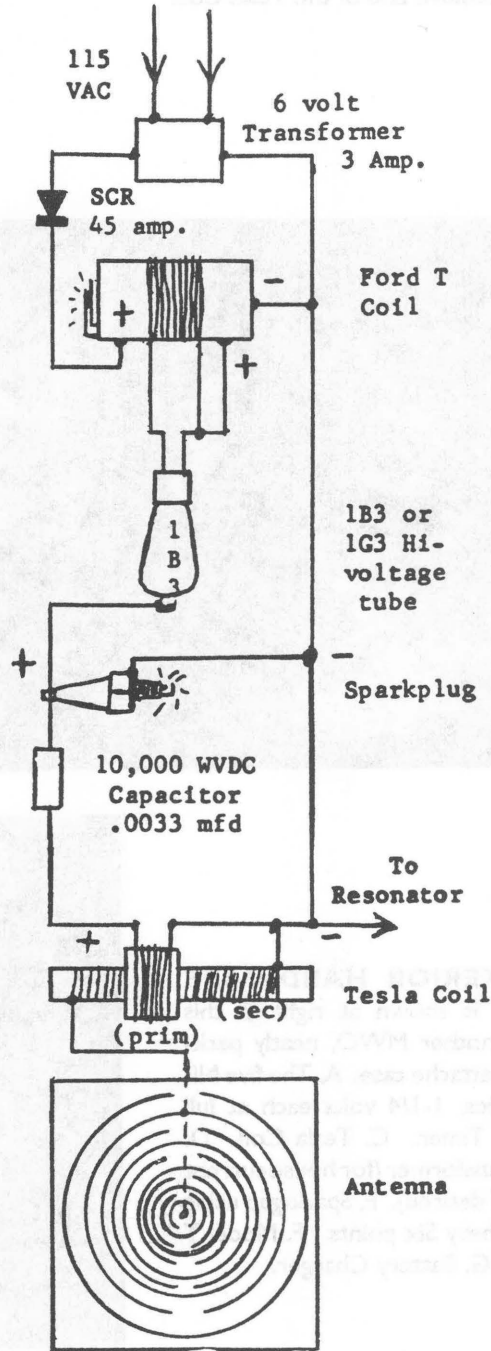 115
VAC
6 volt
Transformer
3 Amp.
SCR
45 amp.
Ford T
Coil
-
+
+
1
B
3
1B3 or
1G3 Hi-
voltage
tube
+
-
Sparkplug
10,000 WVDC
Capacitor
.0033 mfd
To
Resonator
-
+
Tesla Coil
(sec)
(prim)
Antenna